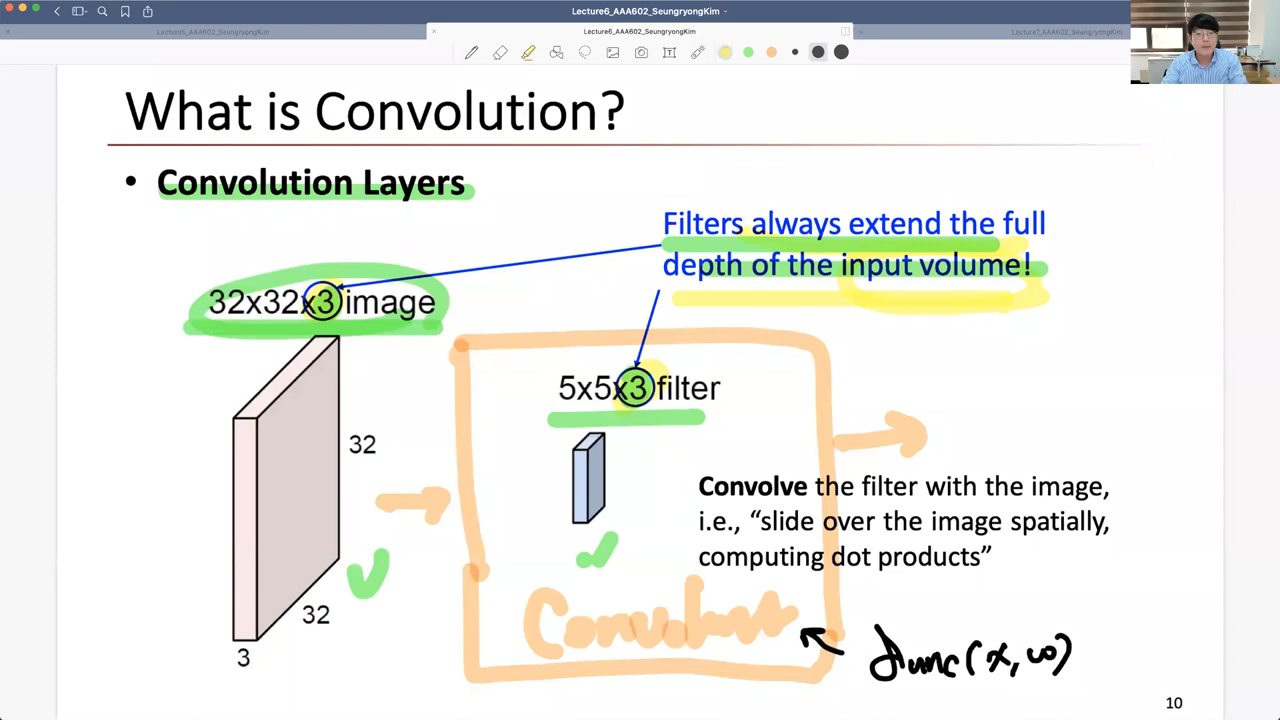 Lecture6_AAA602_SeungryongKim
Lecture5_AAA603_SeungryongKim
Lecture6_AAA602_SeungryongKim
Lecture7_AAA602_SeungryongKim
What is Convolution?
• Convolution Layers
Filters always extend the full
depth of the input volume!
32x32x3 image
5x5x3 filter
32
Convolve the filter with the image,
i.e., “slide over the image spatially,
computing dot products”
32
3
func(x, w)
10